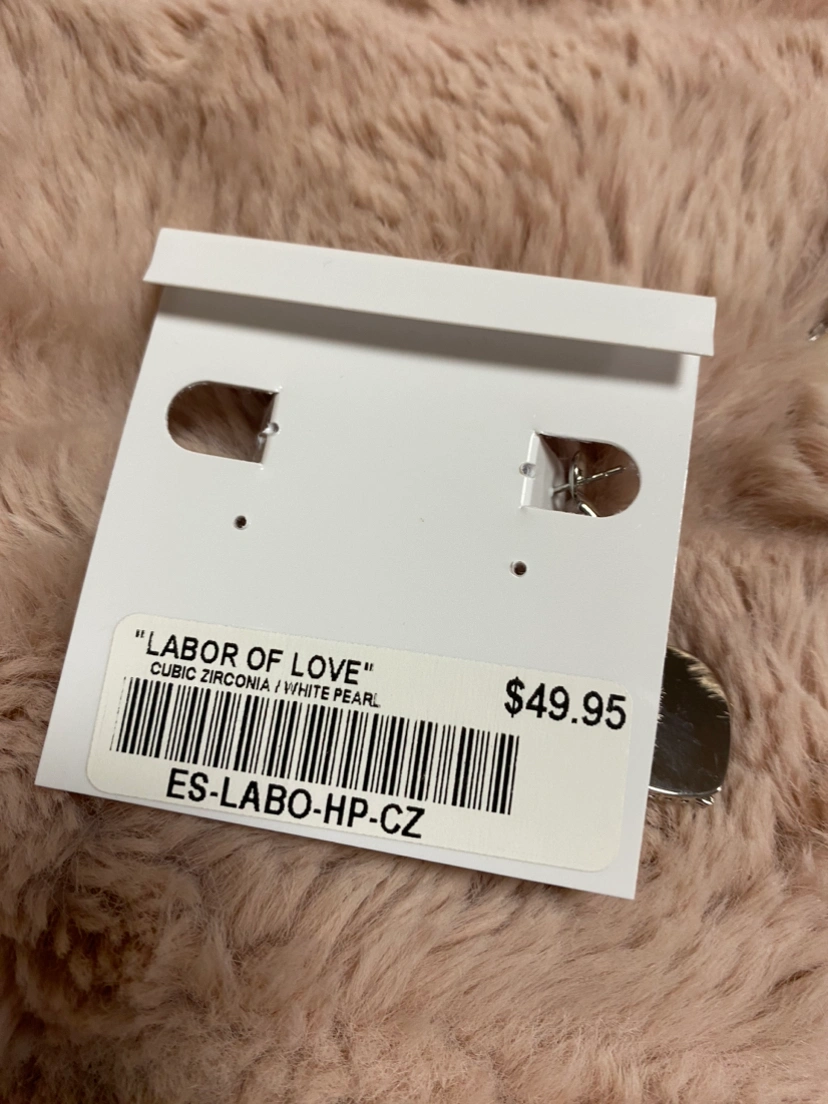 "LABOR OF LOVE"
CUBIC ZIRCONIA / WHITE PEARL
$49.95
ES-LABO-HP-CZ